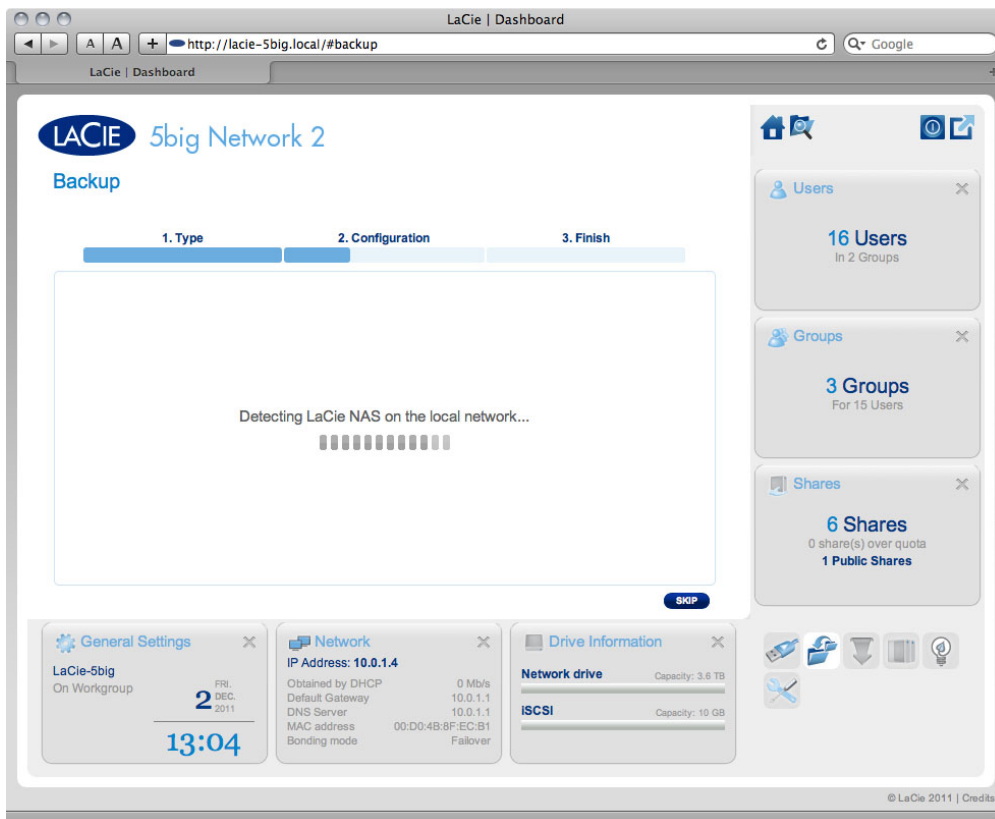 LaCie | Dashboard
A A + http://lacie-5big.local/#backup Google
LaCie | Dashboard
LACIE 5big Network 2
Backup
1. Type 2. Configuration 3. Finish
Detecting LaCie NAS on the local network...
SKIP
Users
16 Users
In 2 Groups
Groups
3 Groups
For 15 Users
Shares
6 Shares
0 share(s) over quota
1 Public Shares
General Settings
LaCie-5big
On Workgroup
FRI.
2 DEC.
2011
13:04
Network
IP Address: 10.0.1.4
Obtained by DHCP 0 Mb/s
Default Gateway 10.0.1.1
DNS Server 10.0.1.1
MAC address 00:D0:4B:8F:EC:B1
Bonding mode Failover
Drive Information
Network drive Capacity: 3.6 TB
iSCSI Capacity: 10 GB
© LaCie 2011 | Credits